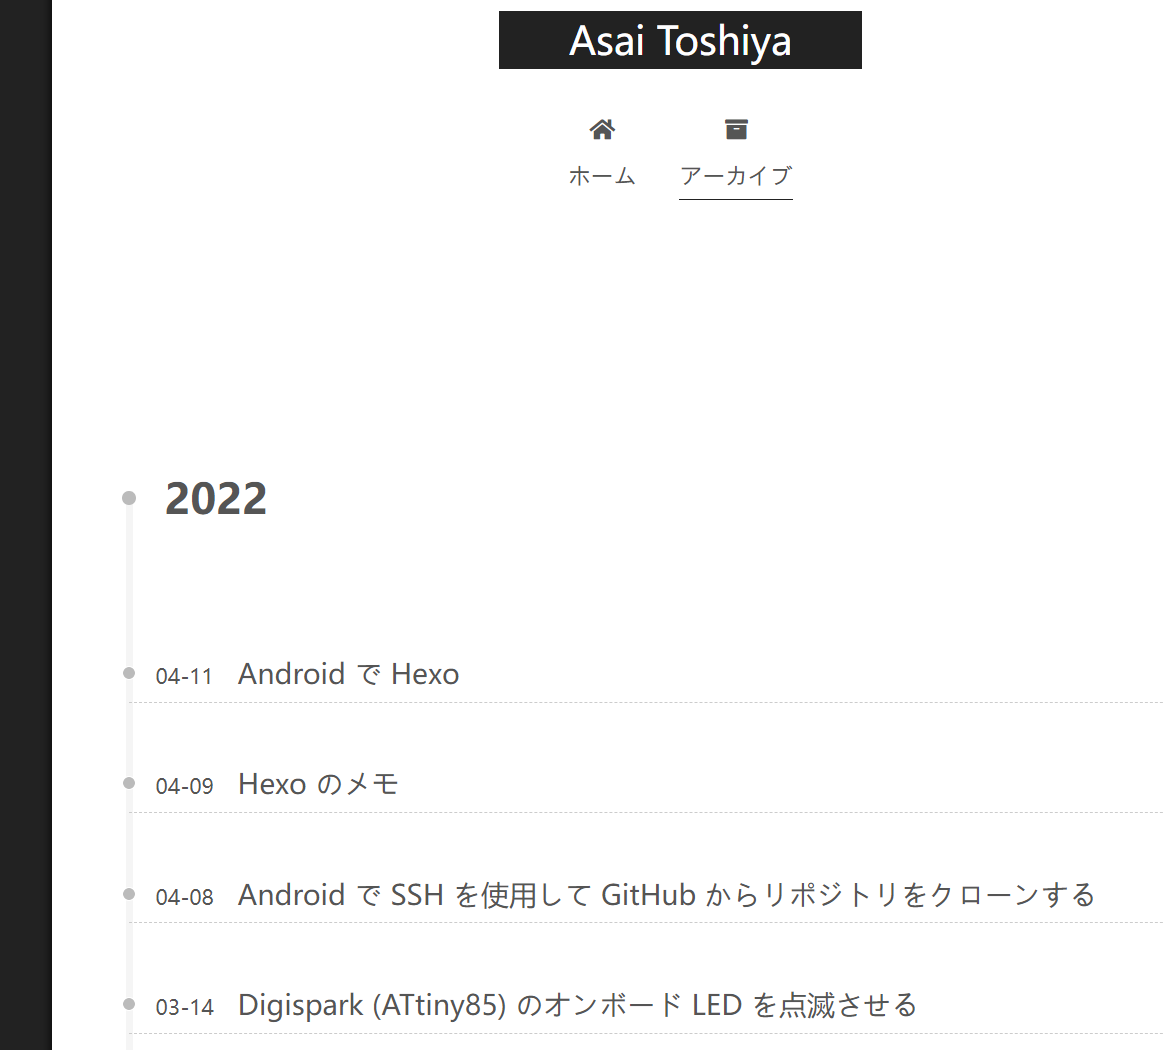 Asai Toshiya
ホーム アーカイブ
2022
04-11 Android で Hexo
04-09 Hexo のメモ
04-08 Android で SSH を使用して GitHub からリポジトリをクローンする
03-14 Digispark (ATtiny85) のオンボード LED を点滅させる